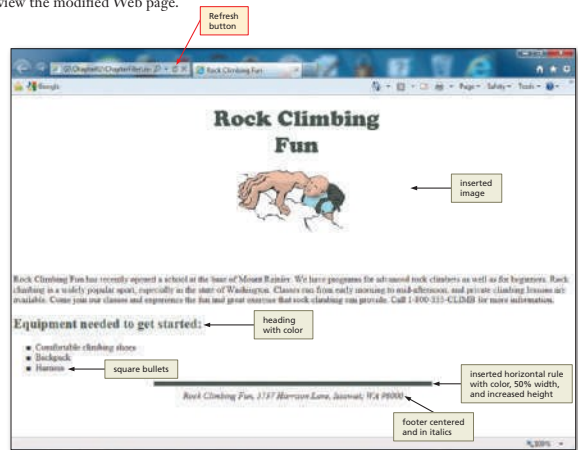 view the modified Web page.
Refresh
button
Rock Climbing Fun
Google
Page
Safety
Tools
Rock Climbing
Fun
inserted
image
Rock Climbing Fun has recently opened a school at the base of Mount Rainier. We have programs for advanced rock climbers as well as for beginners. Rock
climbing is a widely popular sport, especially in the state of Washington. Classes run from early morning to mid-afternoon, and private climbing lessons are
available. Come join our classes and experience the fun and great exercise that rock climbing can provide. Call 1-800-555-CLIMB for more information.
Equipment needed to get started:
heading
with color
Comfortable climbing shoes
Backpack
Harness
square bullets
inserted horizontal rule
with color, 50% width,
and increased height
Rock Climbing Fun, 3757 Harrison Lane, WA 98000
footer centered
and in italics
100%